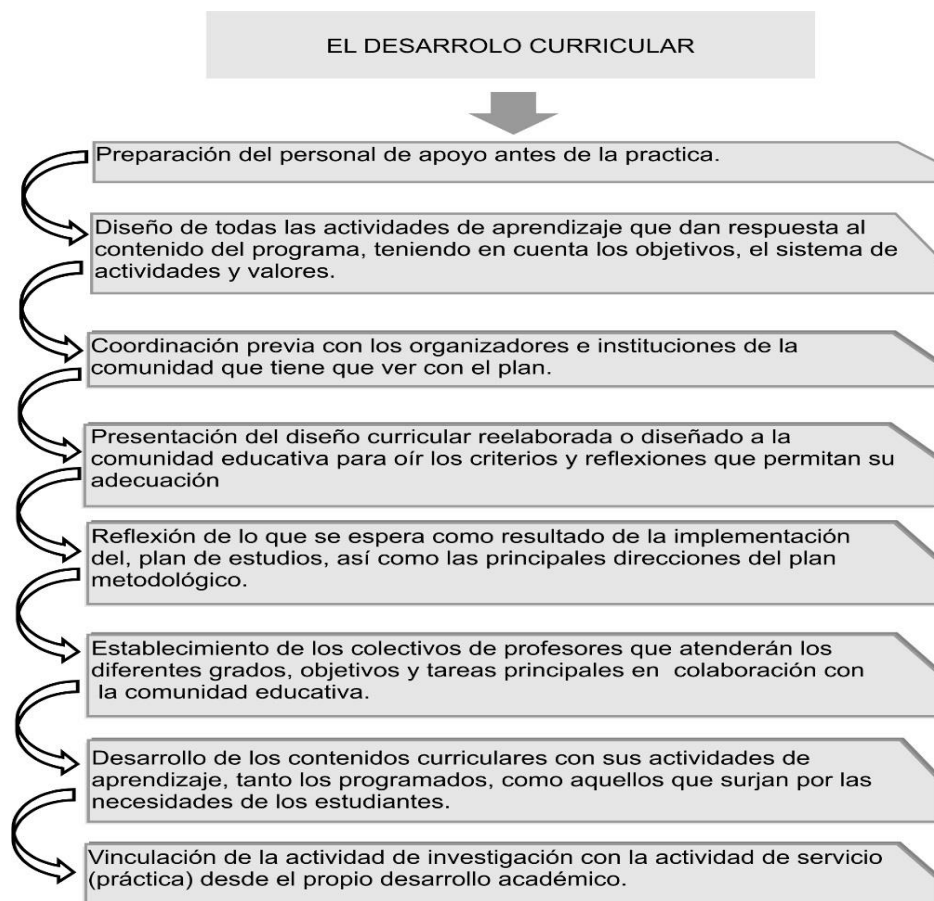 EL DESARROLO CURRICULAR
Preparación del personal de apoyo antes de la practica.
Diseño de todas las actividades de aprendizaje que dan respuesta al
contenido del programa, teniendo en cuenta los objetivos, el sistema de
actividades y valores.
Coordinación previa con los organizadores e instituciones de la
comunidad que tiene que ver con el plan.
Presentación del diseño curricular reelaborada o diseñado a la
comunidad educativa para oír los criterios y reflexiones que permitan su
adecuación
Reflexión de lo que se espera como resultado de la implementación
del, plan de estudios, así como las principales direcciones del plan
metodológico.
Establecimiento de los colectivos de profesores que atenderán los
diferentes grados, objetivos y tareas principales en colaboración con
la comunidad educativa.
Desarrollo de los contenidos curriculares con sus actividades de
aprendizaje, tanto los programados, como aquellos que surjan por las
necesidades de los estudiantes.
Vinculación de la actividad de investigación con la actividad de servicio
(práctica) desde el propio desarrollo académico.